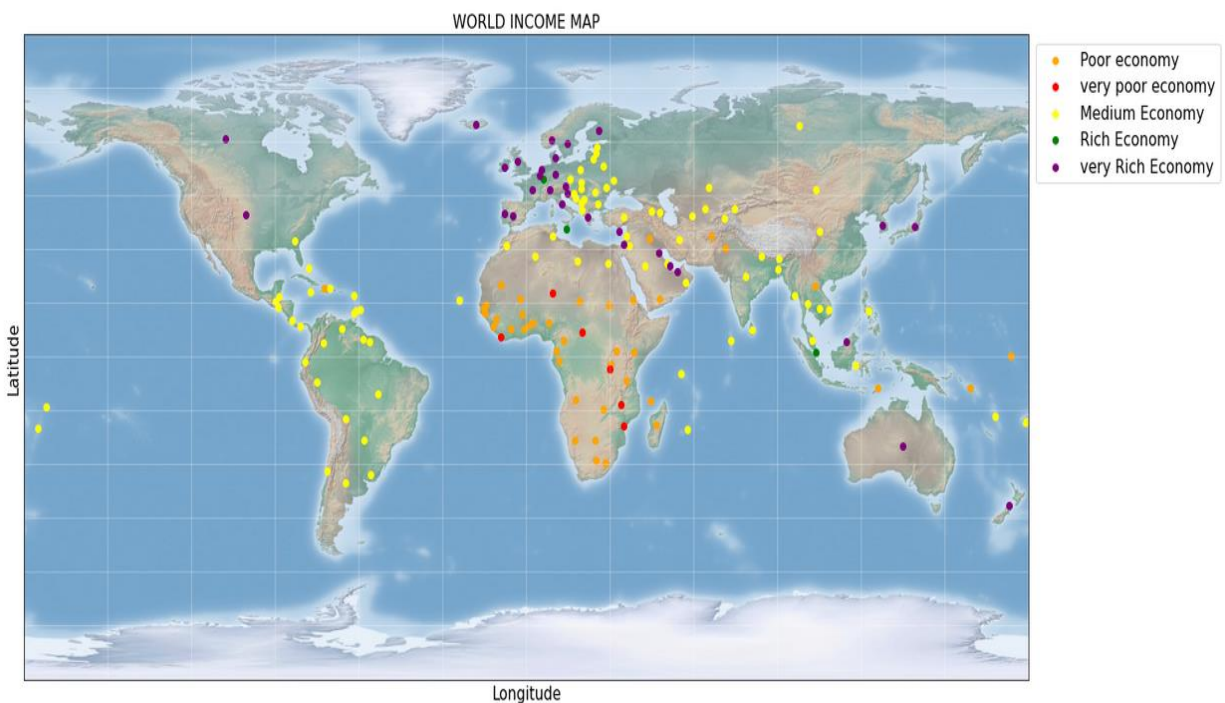 WORLD INCOME MAP
Poor economy
very poor economy
Medium Economy
Rich Economy
very Rich Economy
Latitude
Longitude